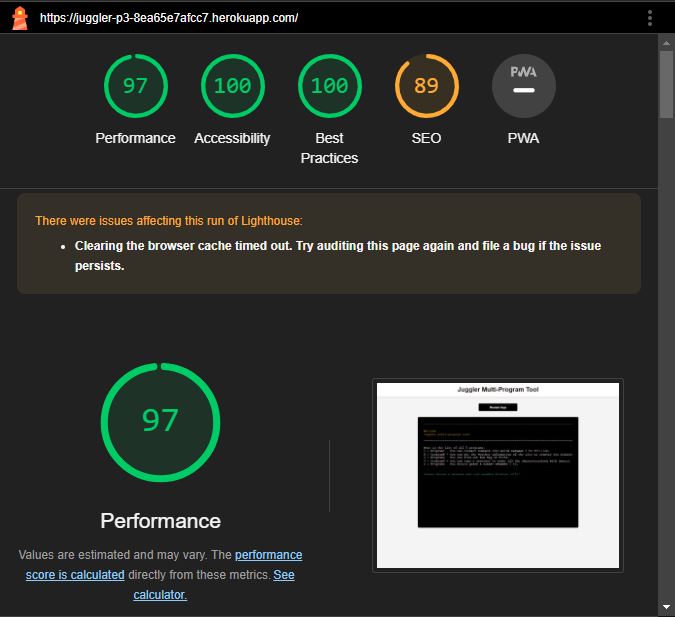 https://juggler-p3-8ea65e7afcc7.herokuapp.com/
97
100
100
89
PWA
Performance
Accessibility
Best
Practices
SEO
PWA
There were issues affecting this run of Lighthouse:
• Clearing the browser cache timed out. Try auditing this page again and file a bug if the issue
persists.
97
Performance
Values are estimated and may vary. The performance
score is calculated directly from these metrics. See
calculator.
Juggler Multi-Program Tool